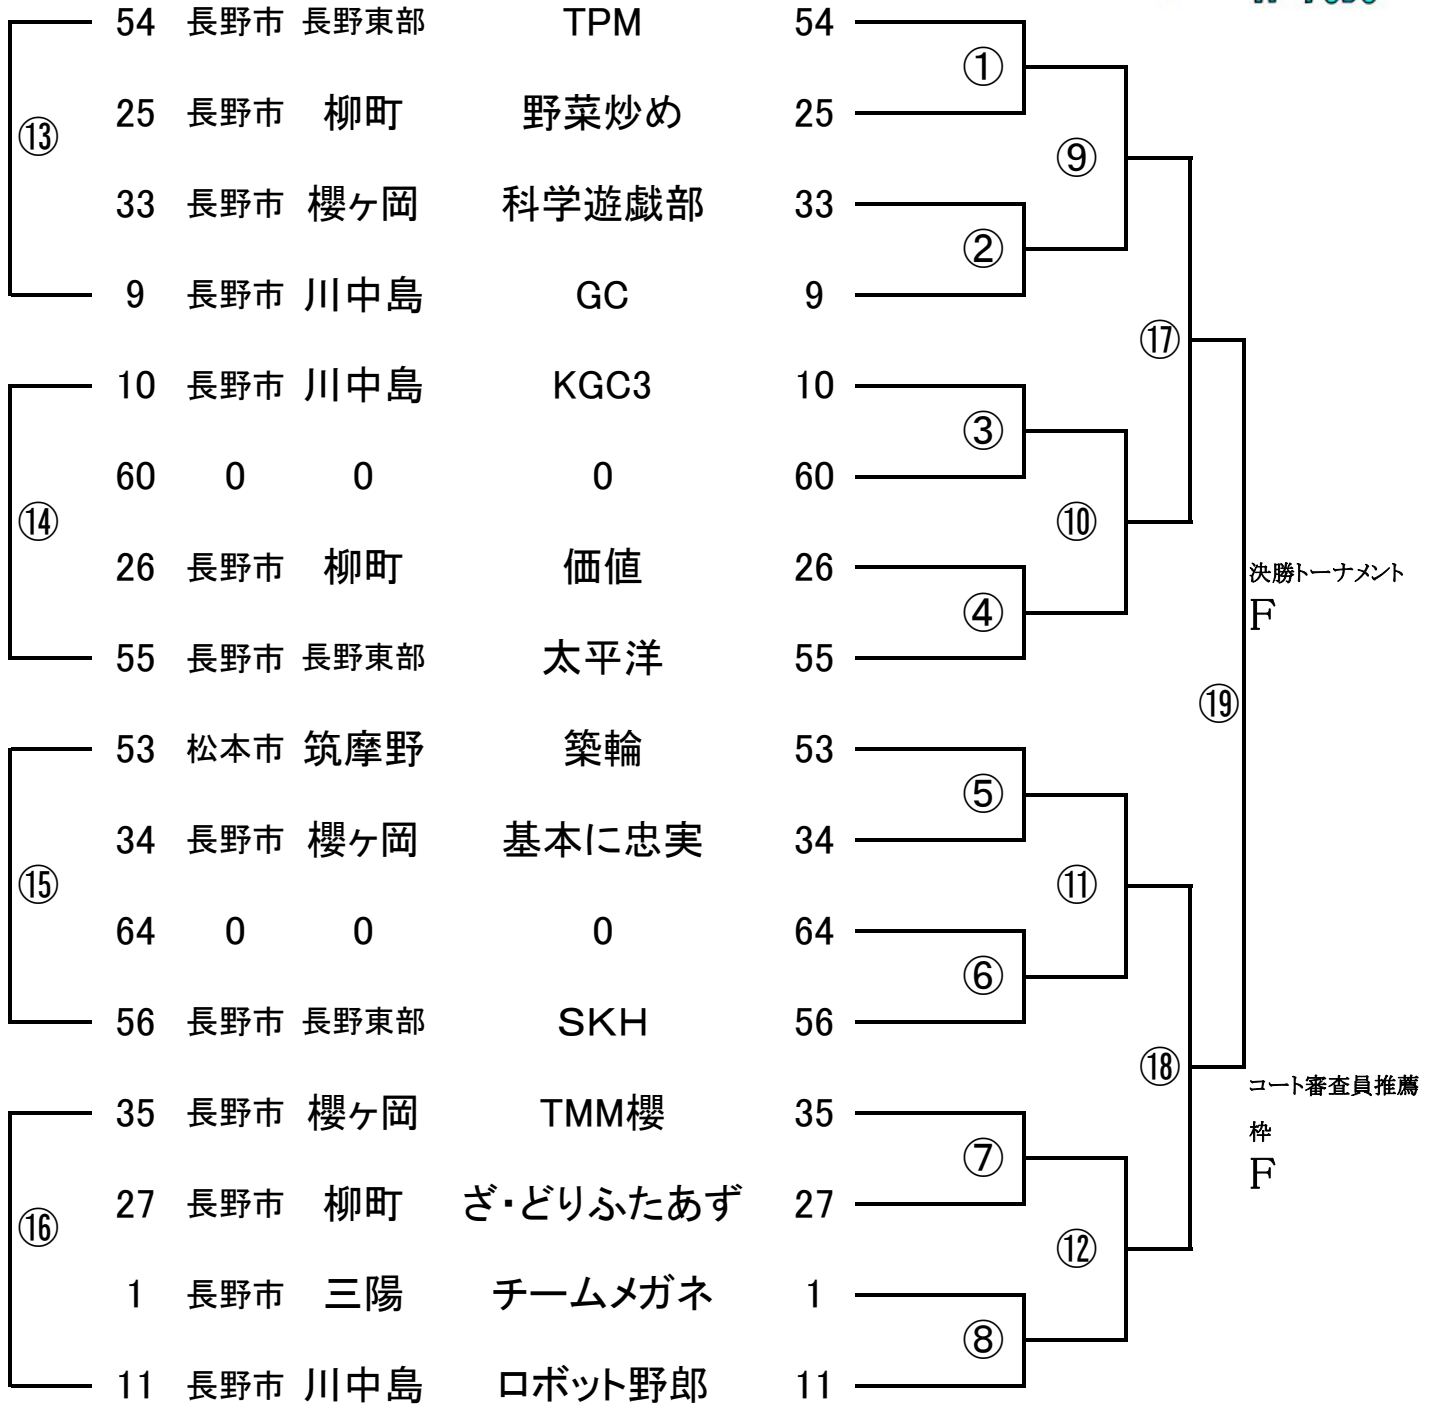 54 長野市 長野東部 TPM 54
①
25 長野市 柳町 野菜炒め 25
⑬
⑨
33 長野市 櫻ヶ岡 科学遊戯部 33
②
9 長野市 川中島 GC 9
⑰
10 長野市 川中島 KGC3 10
③
60 0 0 0 60
⑭
⑩
26 長野市 柳町 価値 26
決勝トーナメント
④
F
55 長野市 長野東部 太平洋 55
⑲
53 松本市 筑摩野 築輪 53
⑤
34 長野市 櫻ヶ岡 基本に忠実 34
⑮
⑪
64 0 0 0 64
⑥
56 長野市 長野東部 SKH 56
⑱
コート審査員推薦
35 長野市 櫻ヶ岡 TMM櫻 35
枠
⑦
F
27 長野市 柳町 ざ・どりふたあず 27
⑯
⑫
1 長野市 三陽 チームメガネ 1
⑧
11 長野市 川中島 ロボット野郎 11